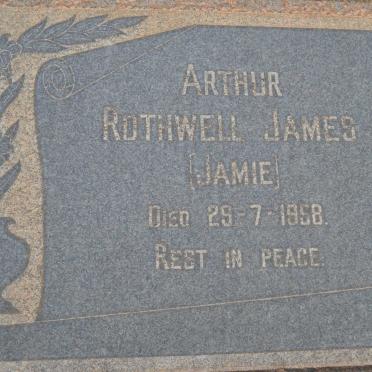 ARTHUR
ROTHWELL JAMES
(JAMIE)
DIED 29-7-1958.
REST IN PEACE.